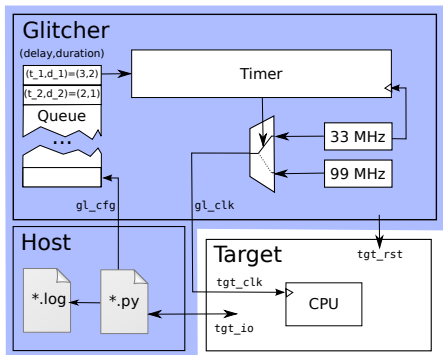 Glitcher
(delay,duration)
(t_1,d_1)=(3,2)
(t_2,d_2)=(2,1)
Queue
...
Timer
33 MHz
99 MHz
gl_cfg
gl_clk
tgt_rst
Host
*.log
*.py
Target
tgt_clk
CPU
tgt_io